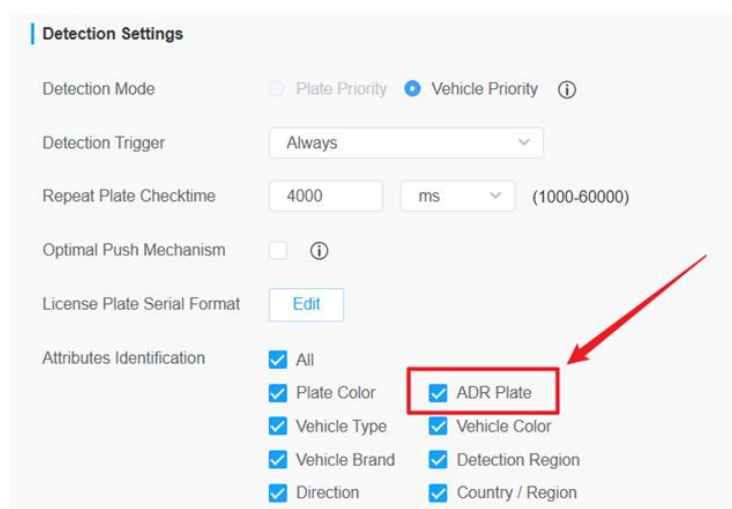 Detection Settings
Detection Mode Plate Priority Vehicle Priority
Detection Trigger Always
Repeat Plate Checktime 4000 ms (1000-60000)
Optimal Push Mechanism
License Plate Serial Format Edit
Attributes Identification All
Plate Color ADR Plate
Vehicle Type Vehicle Color
Vehicle Brand Detection Region
Direction Country / Region